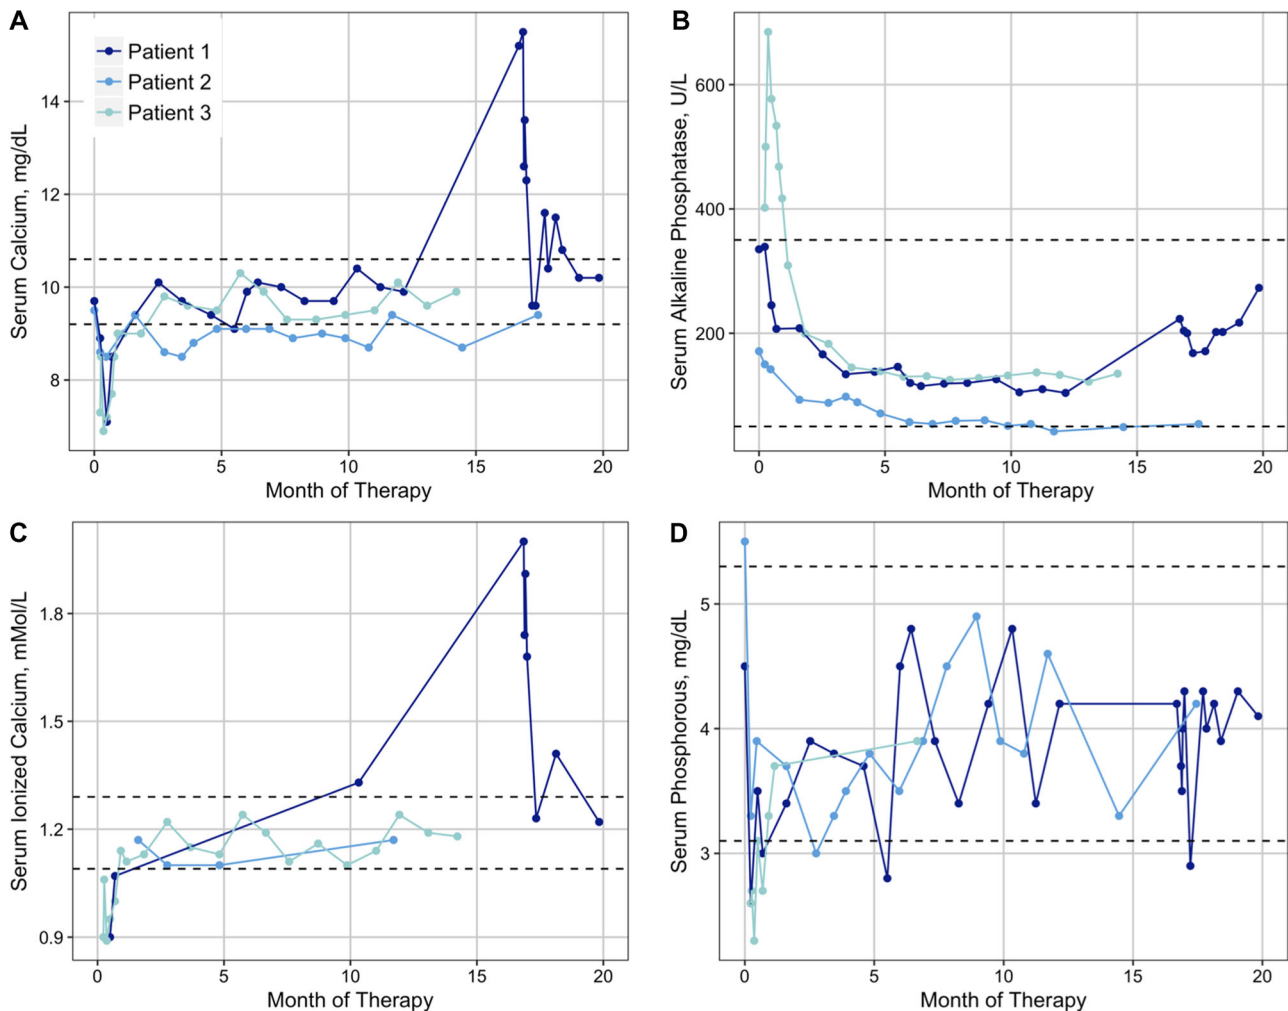 A
Patient 1
Patient 2
Patient 3
Serum Calcium, mg/dL
14
12
10
8
0 5 10 15 20
Month of Therapy
B
Serum Alkaline Phosphatase, U/L
600
400
200
0 5 10 15 20
Month of Therapy
C
Serum Ionized Calcium, mMol/L
1.8
1.5
1.2
0.9
0 5 10 15 20
Month of Therapy
D
Serum Phosphorous, mg/dL
5
4
3
0 5 10 15 20
Month of Therapy